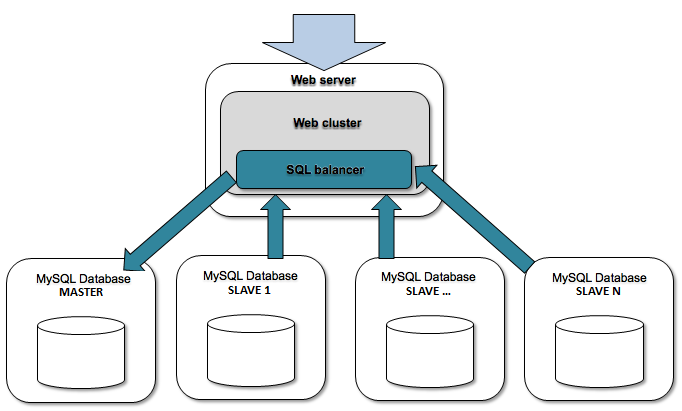 Web server
Web cluster
SQL balancer
MySQL Database
MASTER
MySQL Database
SLAVE 1
MySQL Database
SLAVE ...
MySQL Database
SLAVE N